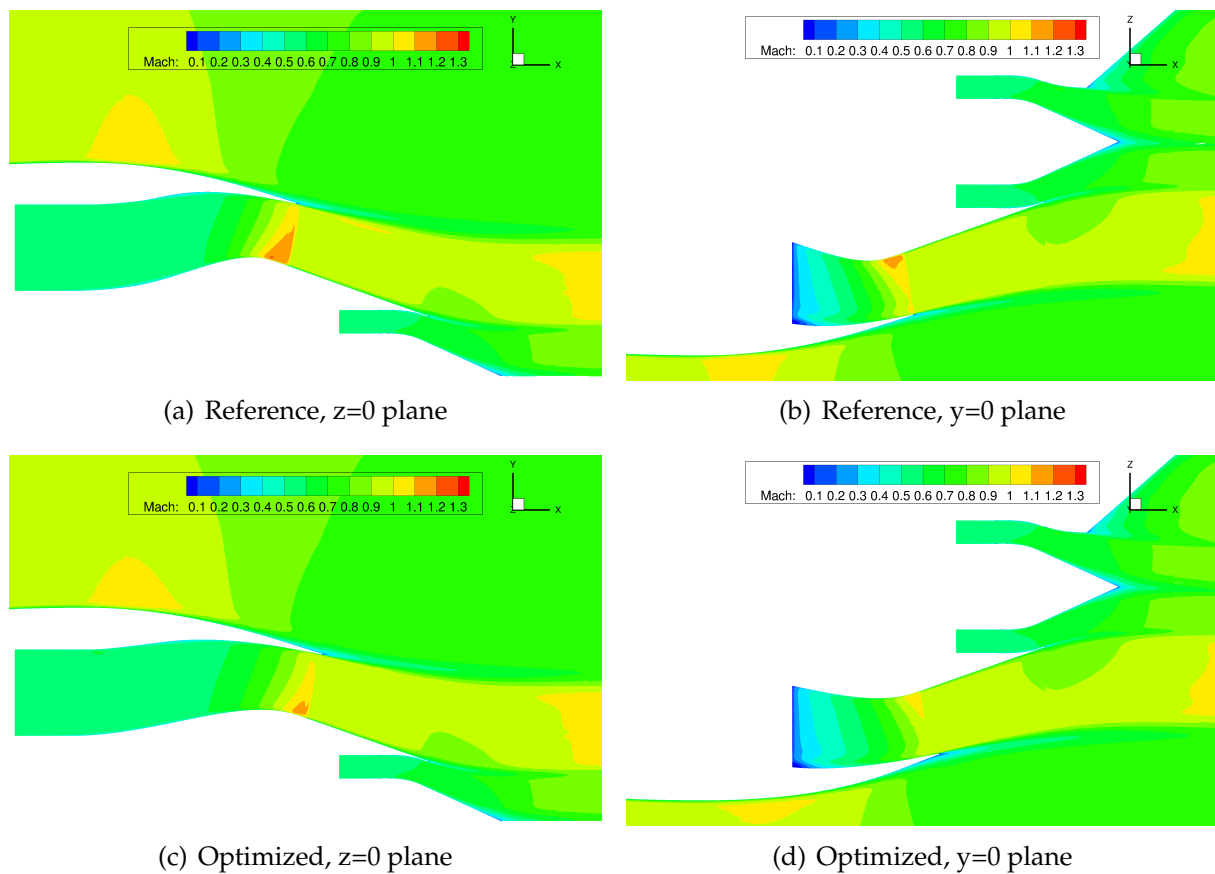 Mach: 0.1 0.2 0.3 0.4 0.5 0.6 0.7 0.8 0.9 1 1.1 1.2 1.3
Y
Z X
Mach: 0.1 0.2 0.3 0.4 0.5 0.6 0.7 0.8 0.9 1 1.1 1.2 1.3
Z
Y X
(a) Reference, z=0 plane
(b) Reference, y=0 plane
Mach: 0.1 0.2 0.3 0.4 0.5 0.6 0.7 0.8 0.9 1 1.1 1.2 1.3
Y
Z X
Mach: 0.1 0.2 0.3 0.4 0.5 0.6 0.7 0.8 0.9 1 1.1 1.2 1.3
Z
Y X
(c) Optimized, z=0 plane
(d) Optimized, y=0 plane